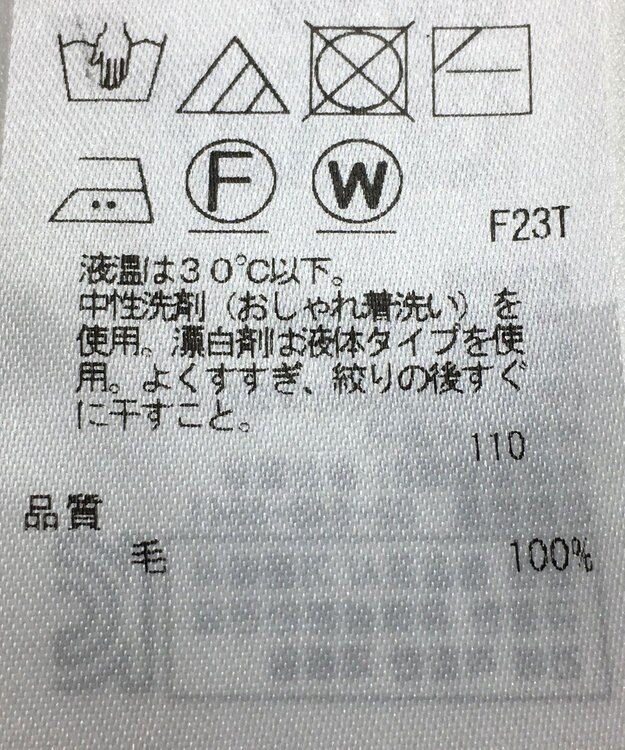 F W
F23T
液温は30℃以下。
中性洗剤（おしゃれ着洗い）を
使用。漂白剤は液体タイプを使
用。よくすすぎ、絞りの後すぐ
に干すこと。
110
品質
毛 100%